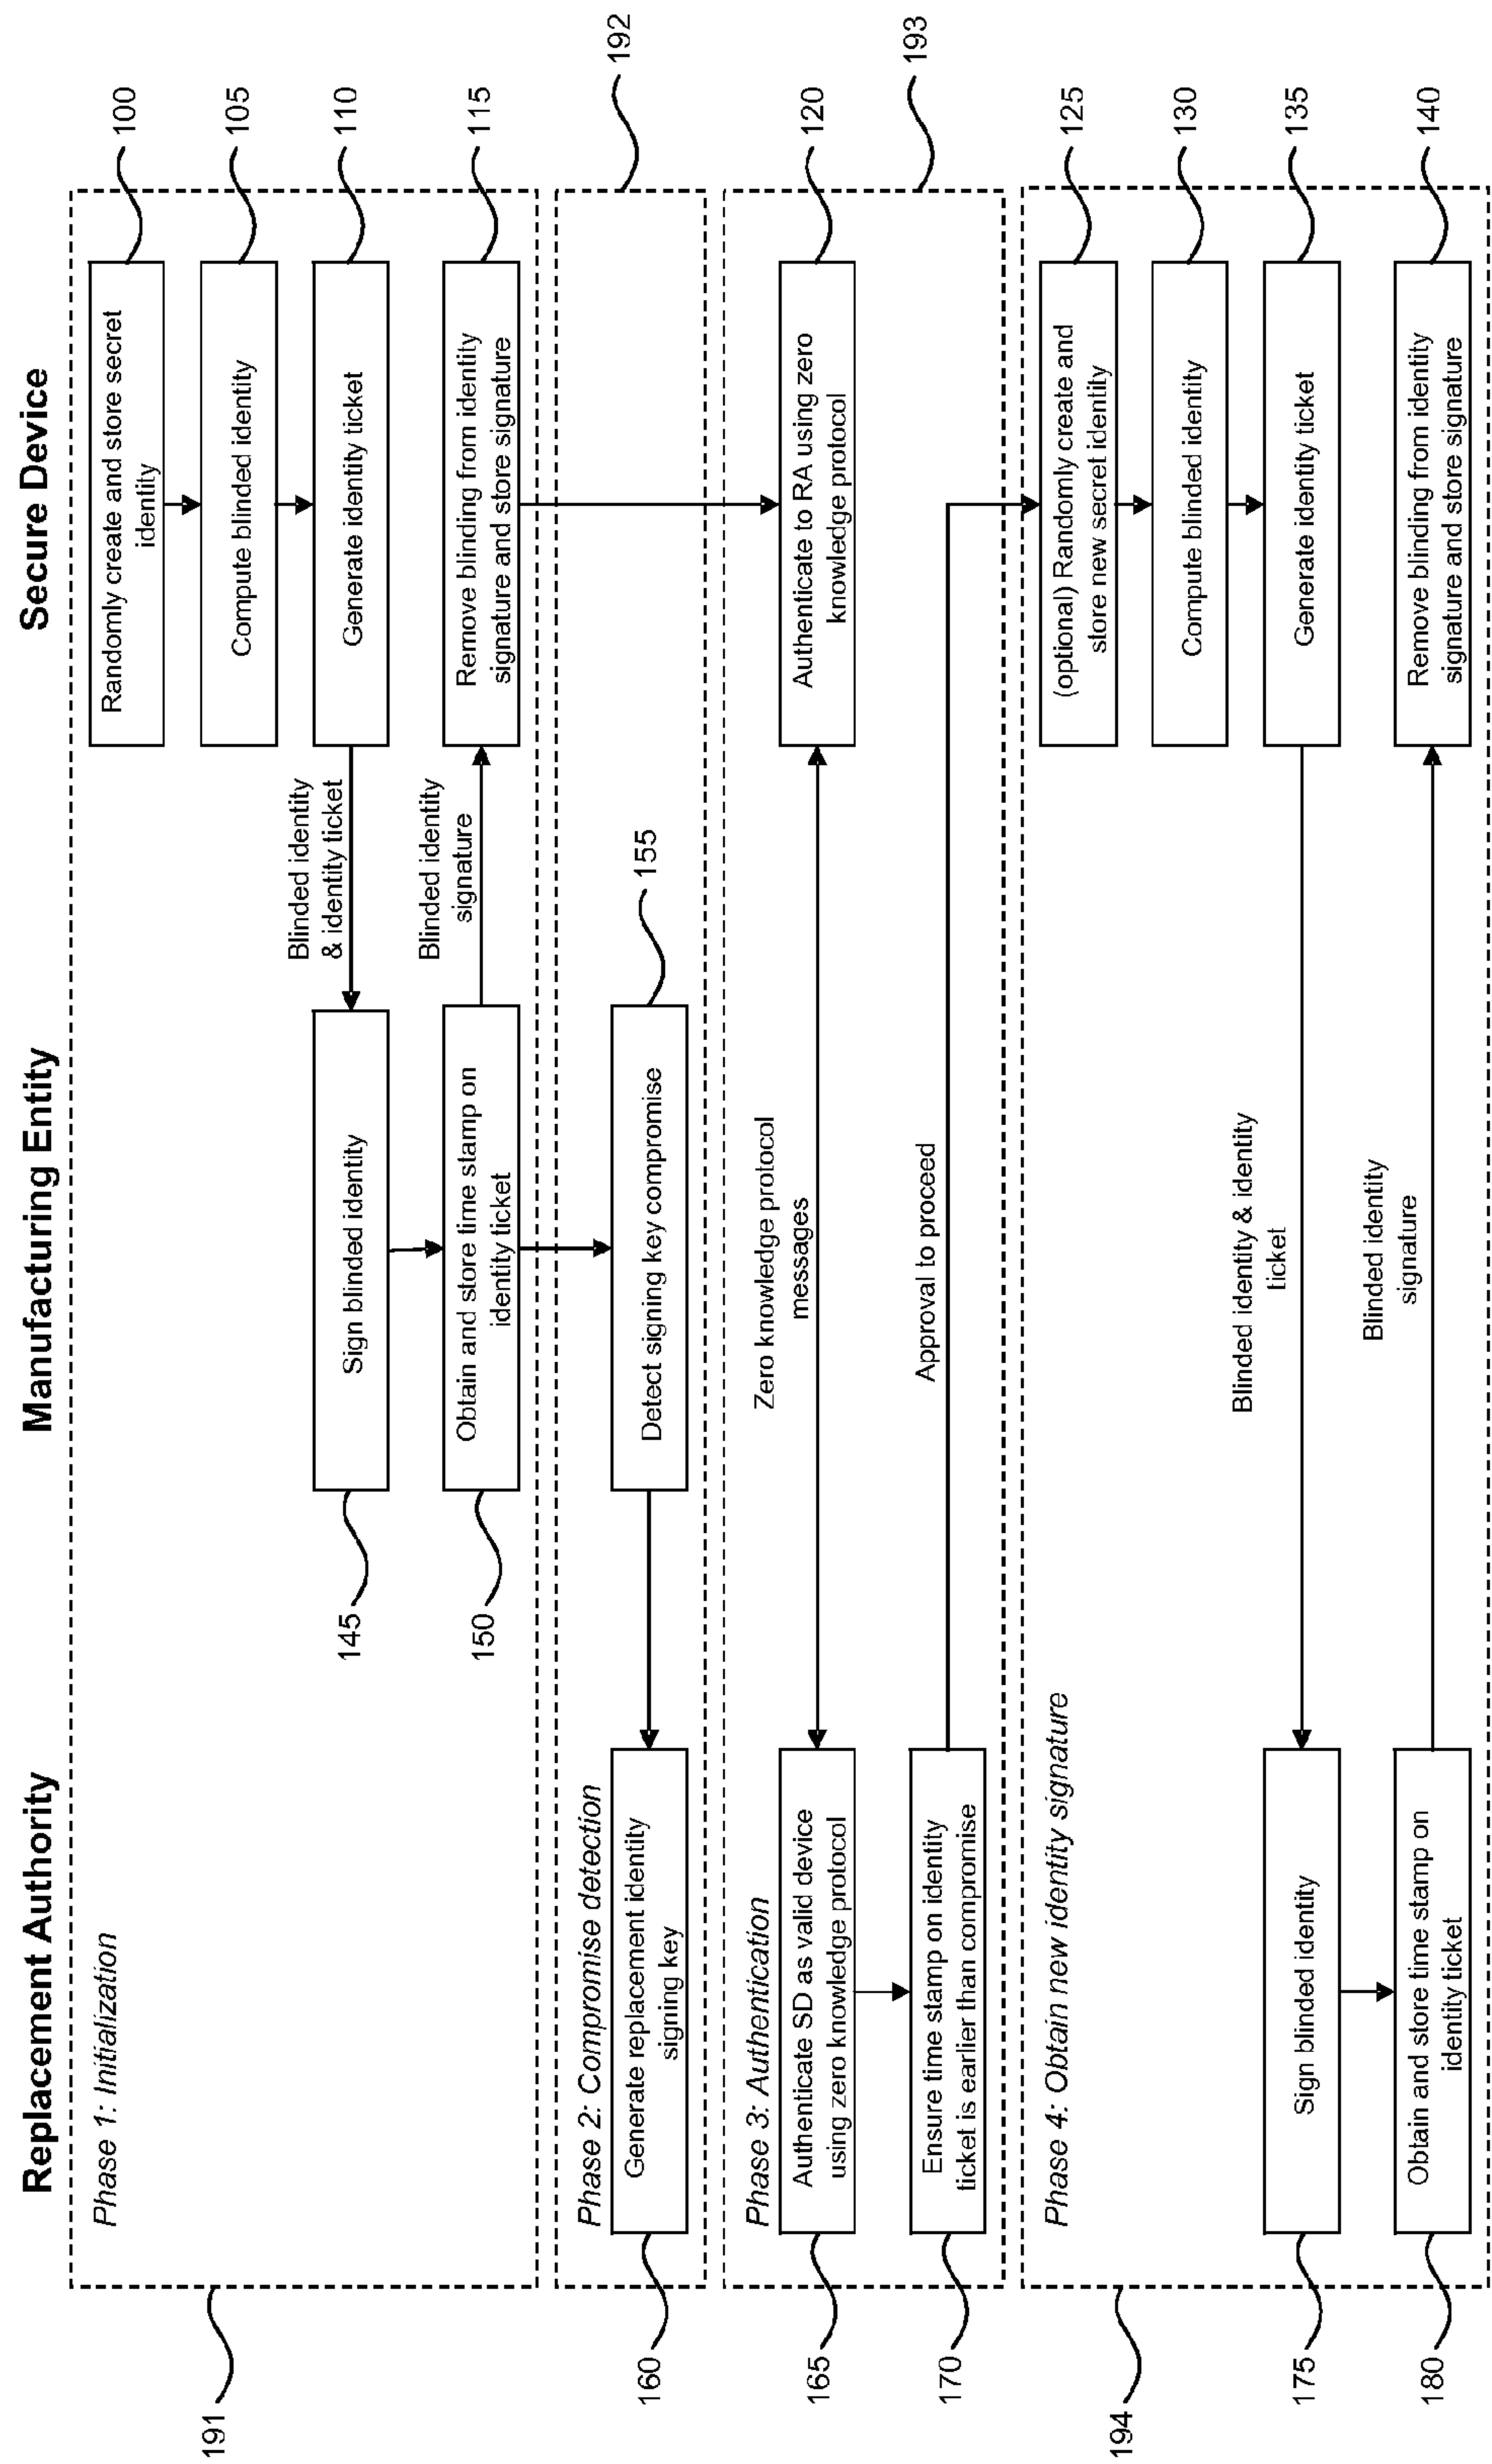 Replacement Authority
Manufacturing Entity
Secure Device
Phase 1: Initialization
191
Randomly create and store secret
identity
100
Compute blinded identity
105
Generate identity ticket
110
Blinded identity
& identity ticket
Sign blinded identity
145
Obtain and store time stamp on
identity ticket
150
Blinded identity
signature
Remove blinding from identity
signature and store signature
115
Phase 2: Compromise detection
192
Generate replacement identity
signing key
160
Detect signing key compromise
155
Phase 3: Authentication
193
Authenticate SD as valid device
using zero knowledge protocol
165
Zero knowledge protocol
messages
Authenticate to RA using zero
knowledge protocol
120
Ensure time stamp on identity
ticket is earlier than compromise
170
Approval to proceed
Phase 4: Obtain new identity signature
194
(optional) Randomly create and
store new secret identity
125
Compute blinded identity
130
Generate identity ticket
135
Blinded identity & identity
ticket
Sign blinded identity
175
Obtain and store time stamp on
identity ticket
180
Blinded identity
signature
Remove blinding from identity
signature and store signature
140